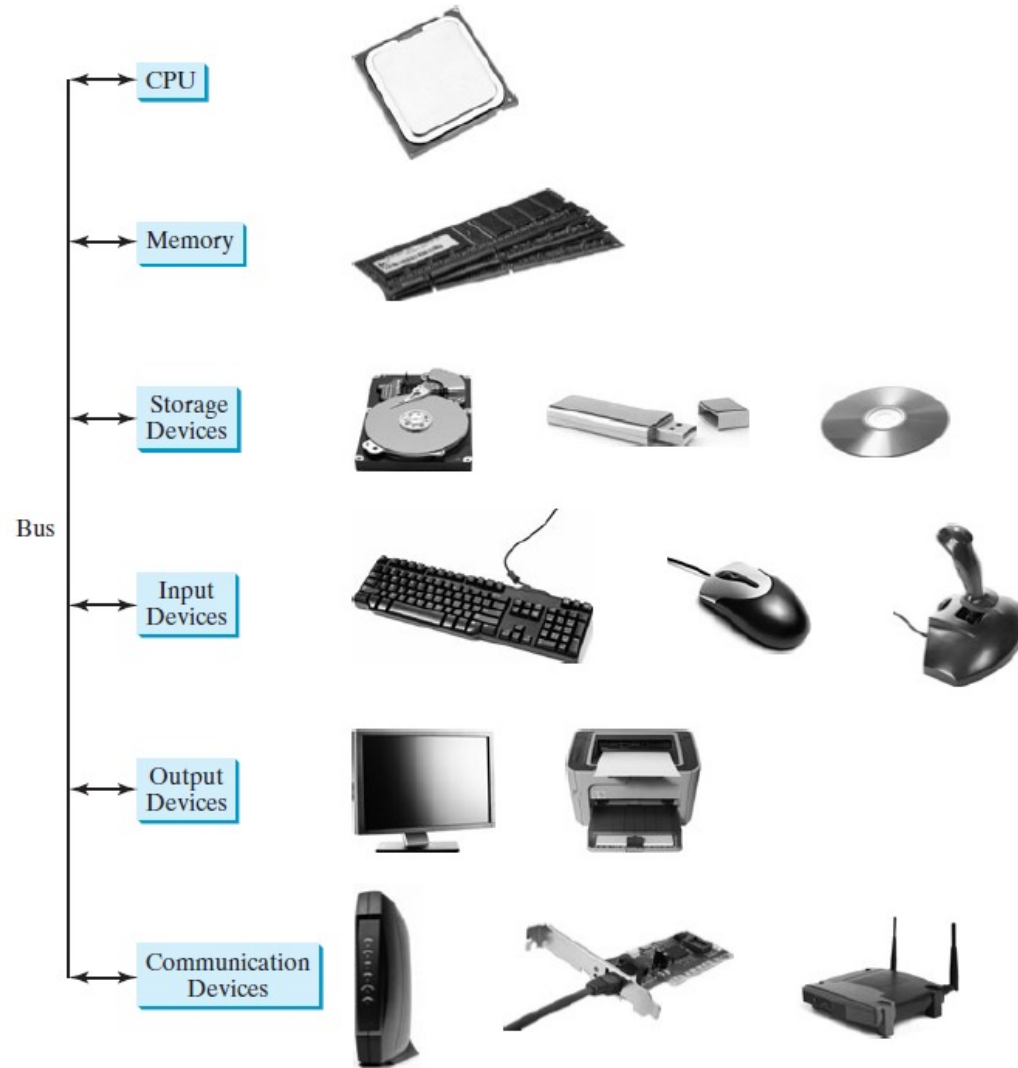 CPU
Memory
Storage
Devices
Bus
Input
Devices
Output
Devices
Communication
Devices